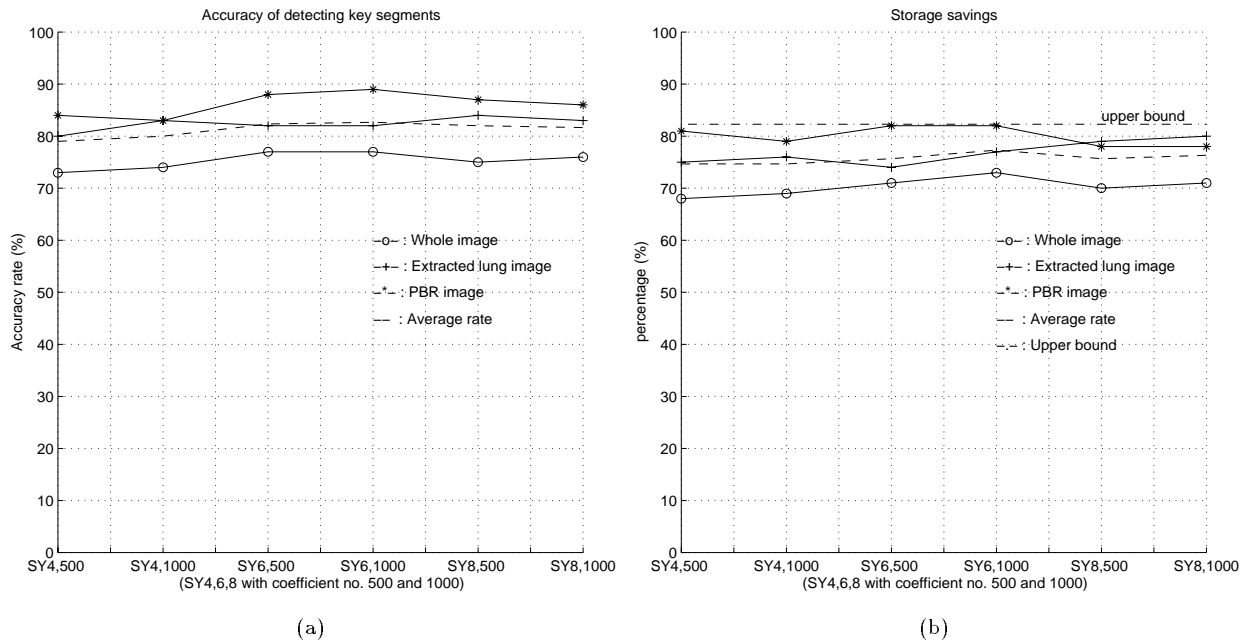 Accuracy of detecting key segments
100
90
80
70
60
50
40
30
20
10
0
Accuracy rate (%)
–o– : Whole image
–+– : Extracted lung image
–*– : PBR image
–– : Average rate
SY4,500 SY4,1000 SY6,500 SY6,1000 SY8,500 SY8,1000
(SY4,6,8 with coefficient no. 500 and 1000)
(a)
Storage savings
100
90
80
70
60
50
40
30
20
10
0
percentage (%)
upper bound
–o– : Whole image
–+– : Extracted lung image
–*– : PBR image
–– : Average rate
–.– : Upper bound
SY4,500 SY4,1000 SY6,500 SY6,1000 SY8,500 SY8,1000
(SY4,6,8 with coefficient no. 500 and 1000)
(b)